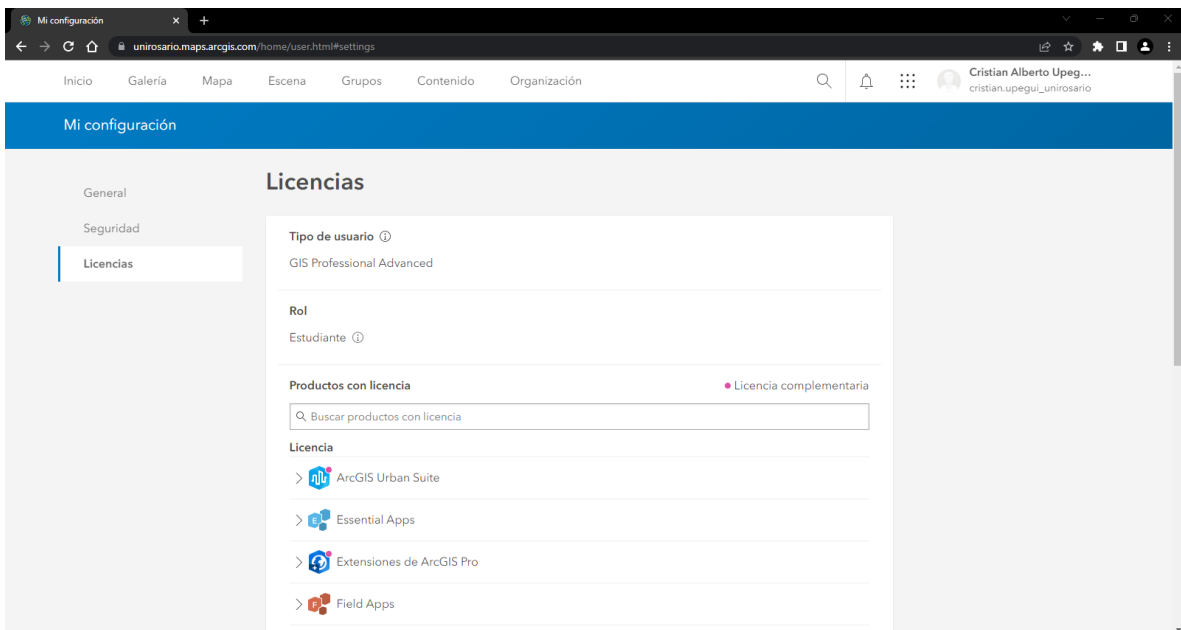 Mi configuración
unirosario.maps.arcgis.com/home/user.html#settings
Inicio Galería Mapa Escena Grupos Contenido Organización
Cristian Alberto Upeg...
cristian.upegui_unirosario
Mi configuración
General
Seguridad
Licencias
Licencias
Tipo de usuario
GIS Professional Advanced
Rol
Estudiante
Productos con licencia
Licencia complementaria
Buscar productos con licencia
Licencia
ArcGIS Urban Suite
E Essential Apps
Extensiones de ArcGIS Pro
F Field Apps